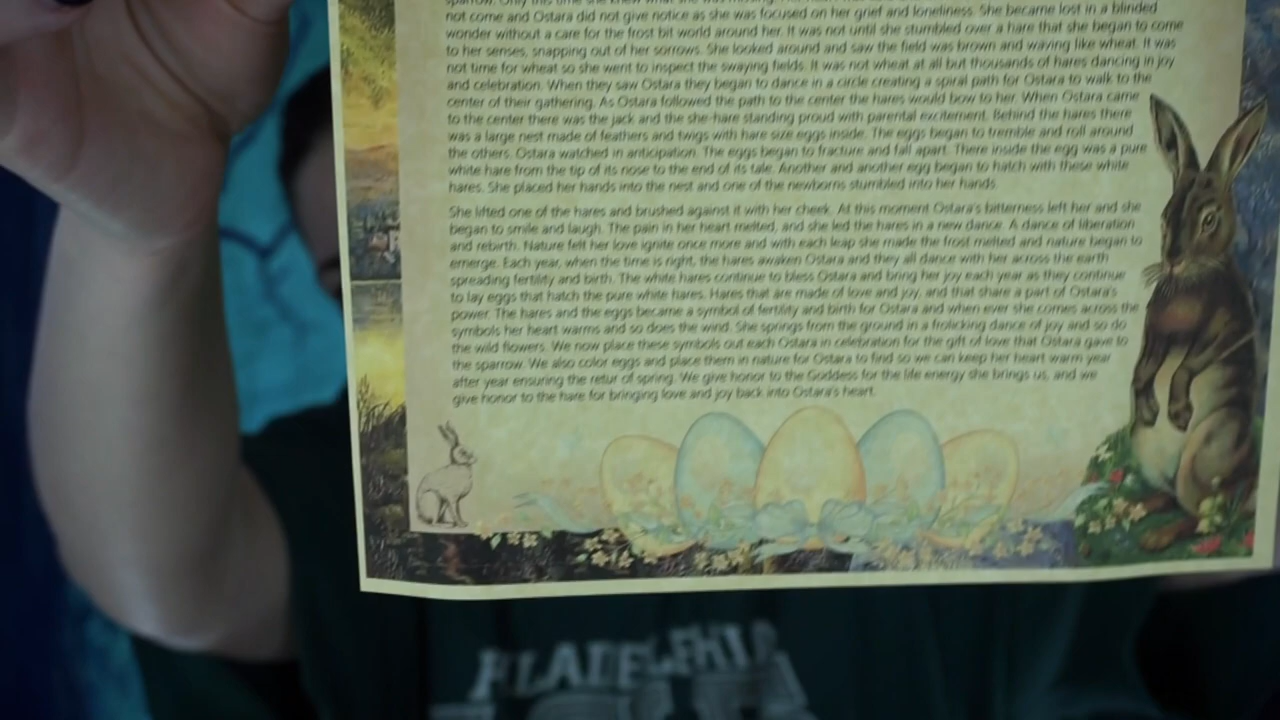 sparrow. Only this time she knew what she was missing. Her heart was
not come and Ostara did not give notice as she was focused on her grief and loneliness. She became lost in a blinded
wonder without a care for the frost bit world around her. It was not until she stumbled over a hare that she began to come
to her senses, snapping out of her sorrows. She looked around and saw the field was brown and waving like wheat. It was
not time for wheat so she went to inspect the swaying fields. It was not wheat at all but thousands of hares dancing in joy
and celebration. When they saw Ostara they began to dance in a circle creating a spiral path for Ostara to walk to the
center of their gathering. As Ostara followed the path to the center the hares would bow to her. When Ostara came
to the center there was the jack and the she-hare standing proud with parental excitement. Behind the hares there
was a large nest made of feathers and twigs with hare size eggs inside. The eggs began to tremble and roll around
the others. Ostara watched in anticipation. The eggs began to fracture and fall apart. There inside the egg was a pure
white hare from the tip of its nose to the end of its tale. Another and another egg began to hatch with these white
hares. She placed her hands into the nest and one of the newborns stumbled into her hands.
She lifted one of the hares and brushed against it with her cheek. At this moment Ostara's bitterness left her and she
began to smile and laugh. The pain in her heart melted, and she led the hares in a new dance. A dance of liberation
and rebirth. Nature felt her love ignite once more and with each leap she made the frost melted and nature began to
emerge. Each year, when the time is right, the hares awaken Ostara and they all dance with her across the earth
spreading fertility and birth. The white hares continue to bless Ostara and bring her joy each year as they continue
to lay eggs that hatch the pure white hares. Hares that are made of love and joy, and that share a part of Ostara's
power. The hares and the eggs became a symbol of fertility and birth for Ostara and when ever she comes across the
symbols her heart warms and so does the wind. She springs from the ground in a frolicking dance of joy and so do
the wild flowers. We now place these symbols out each Ostara in celebration for the gift of love that Ostara gave to
the sparrow. We also color eggs and place them in nature for Ostara to find so we can keep her heart warm year
after year ensuring the retur of spring. We give honor to the Goddess for the life energy she brings us, and we
give honor to the hare for bringing love and joy back into Ostara's heart.